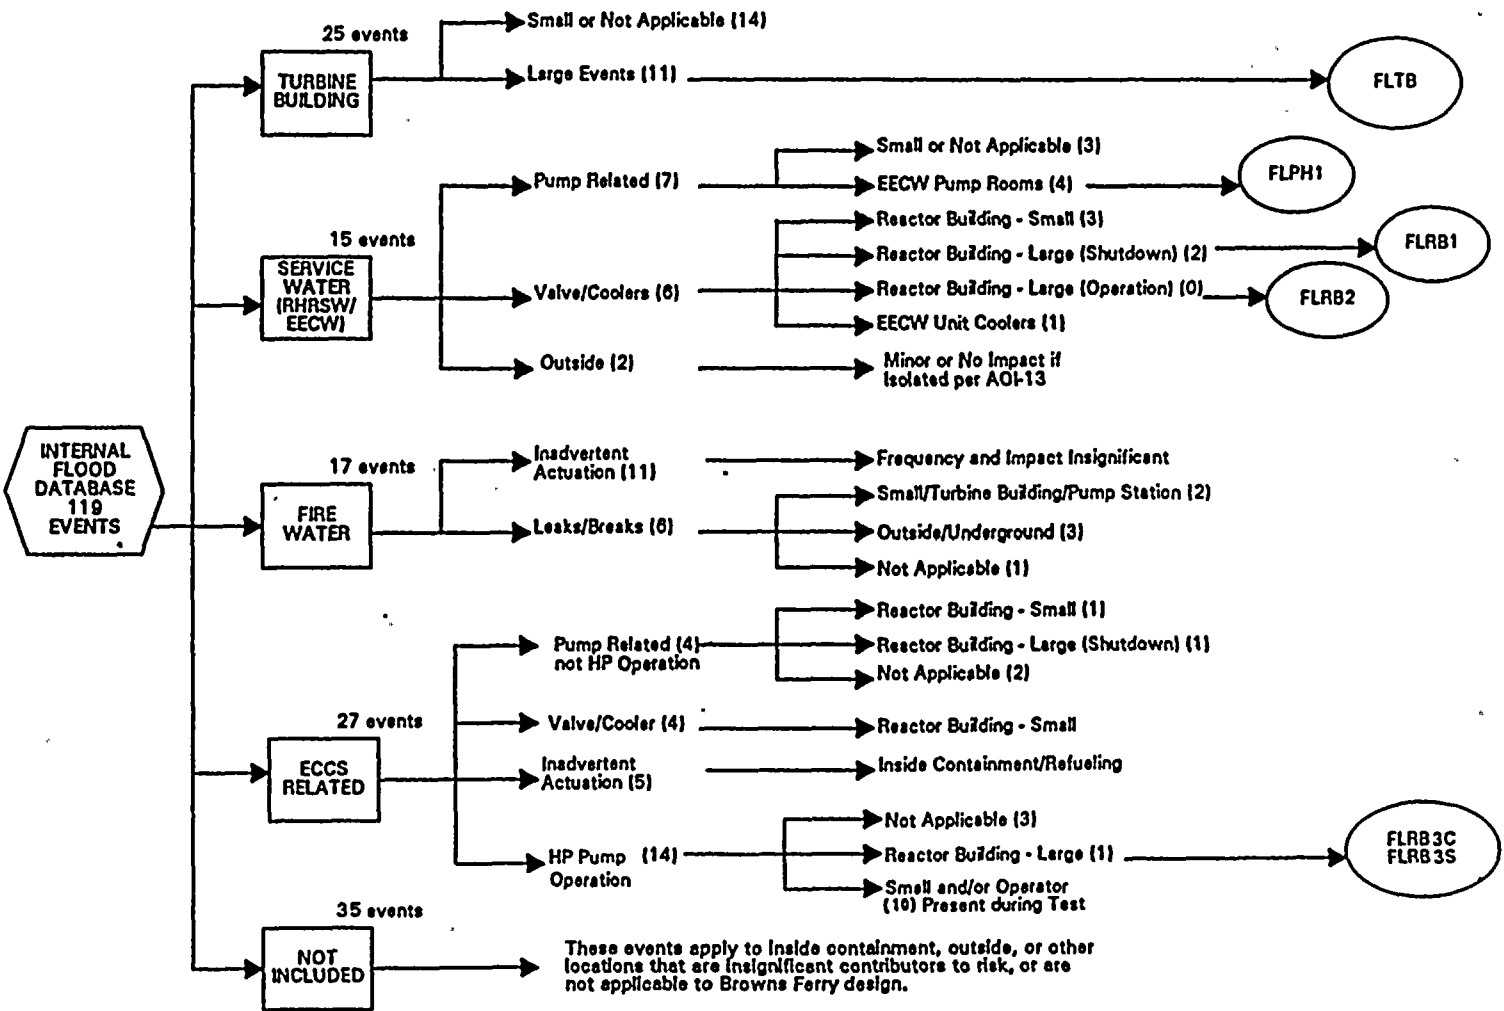 25 events
TURBINE
BUILDING
Small or Not Applicable (14)
Large Events (11)
FLTB
15 events
SERVICE
WATER
(RHRSW/
EECW)
Pump Related (7)
Small or Not Applicable (3)
EECW Pump Rooms (4)
FLPH1
Valve/Coolers (6)
Reactor Building - Small (3)
Reactor Building - Large (Shutdown) (2)
FLRB1
Reactor Building - Large (Operation) (0)
FLRB2
EECW Unit Coolers (1)
Outside (2)
Minor or No Impact if
Isolated per AOI-13
INTERNAL
FLOOD
DATABASE
119
EVENTS
17 events
FIRE
WATER
Inadvertent
Actuation (11)
Frequency and Impact Insignificant
Leaks/Breaks (6)
Small/Turbine Building/Pump Station (2)
Outside/Underground (3)
Not Applicable (1)
27 events
ECCS
RELATED
Pump Related (4)
not HP Operation
Reactor Building - Small (1)
Reactor Building - Large (Shutdown) (1)
Not Applicable (2)
Valve/Cooler (4)
Reactor Building - Small
Inadvertent
Actuation (5)
Inside Containment/Refueling
HP Pump (14)
Operation
Not Applicable (3)
Reactor Building - Large (1)
FLRB3C
FLRB3S
Small and/or Operator
(10) Present during Test
35 events
NOT
INCLUDED
These events apply to inside containment, outside, or other
locations that are insignificant contributors to risk, or are
not applicable to Browns Ferry design.